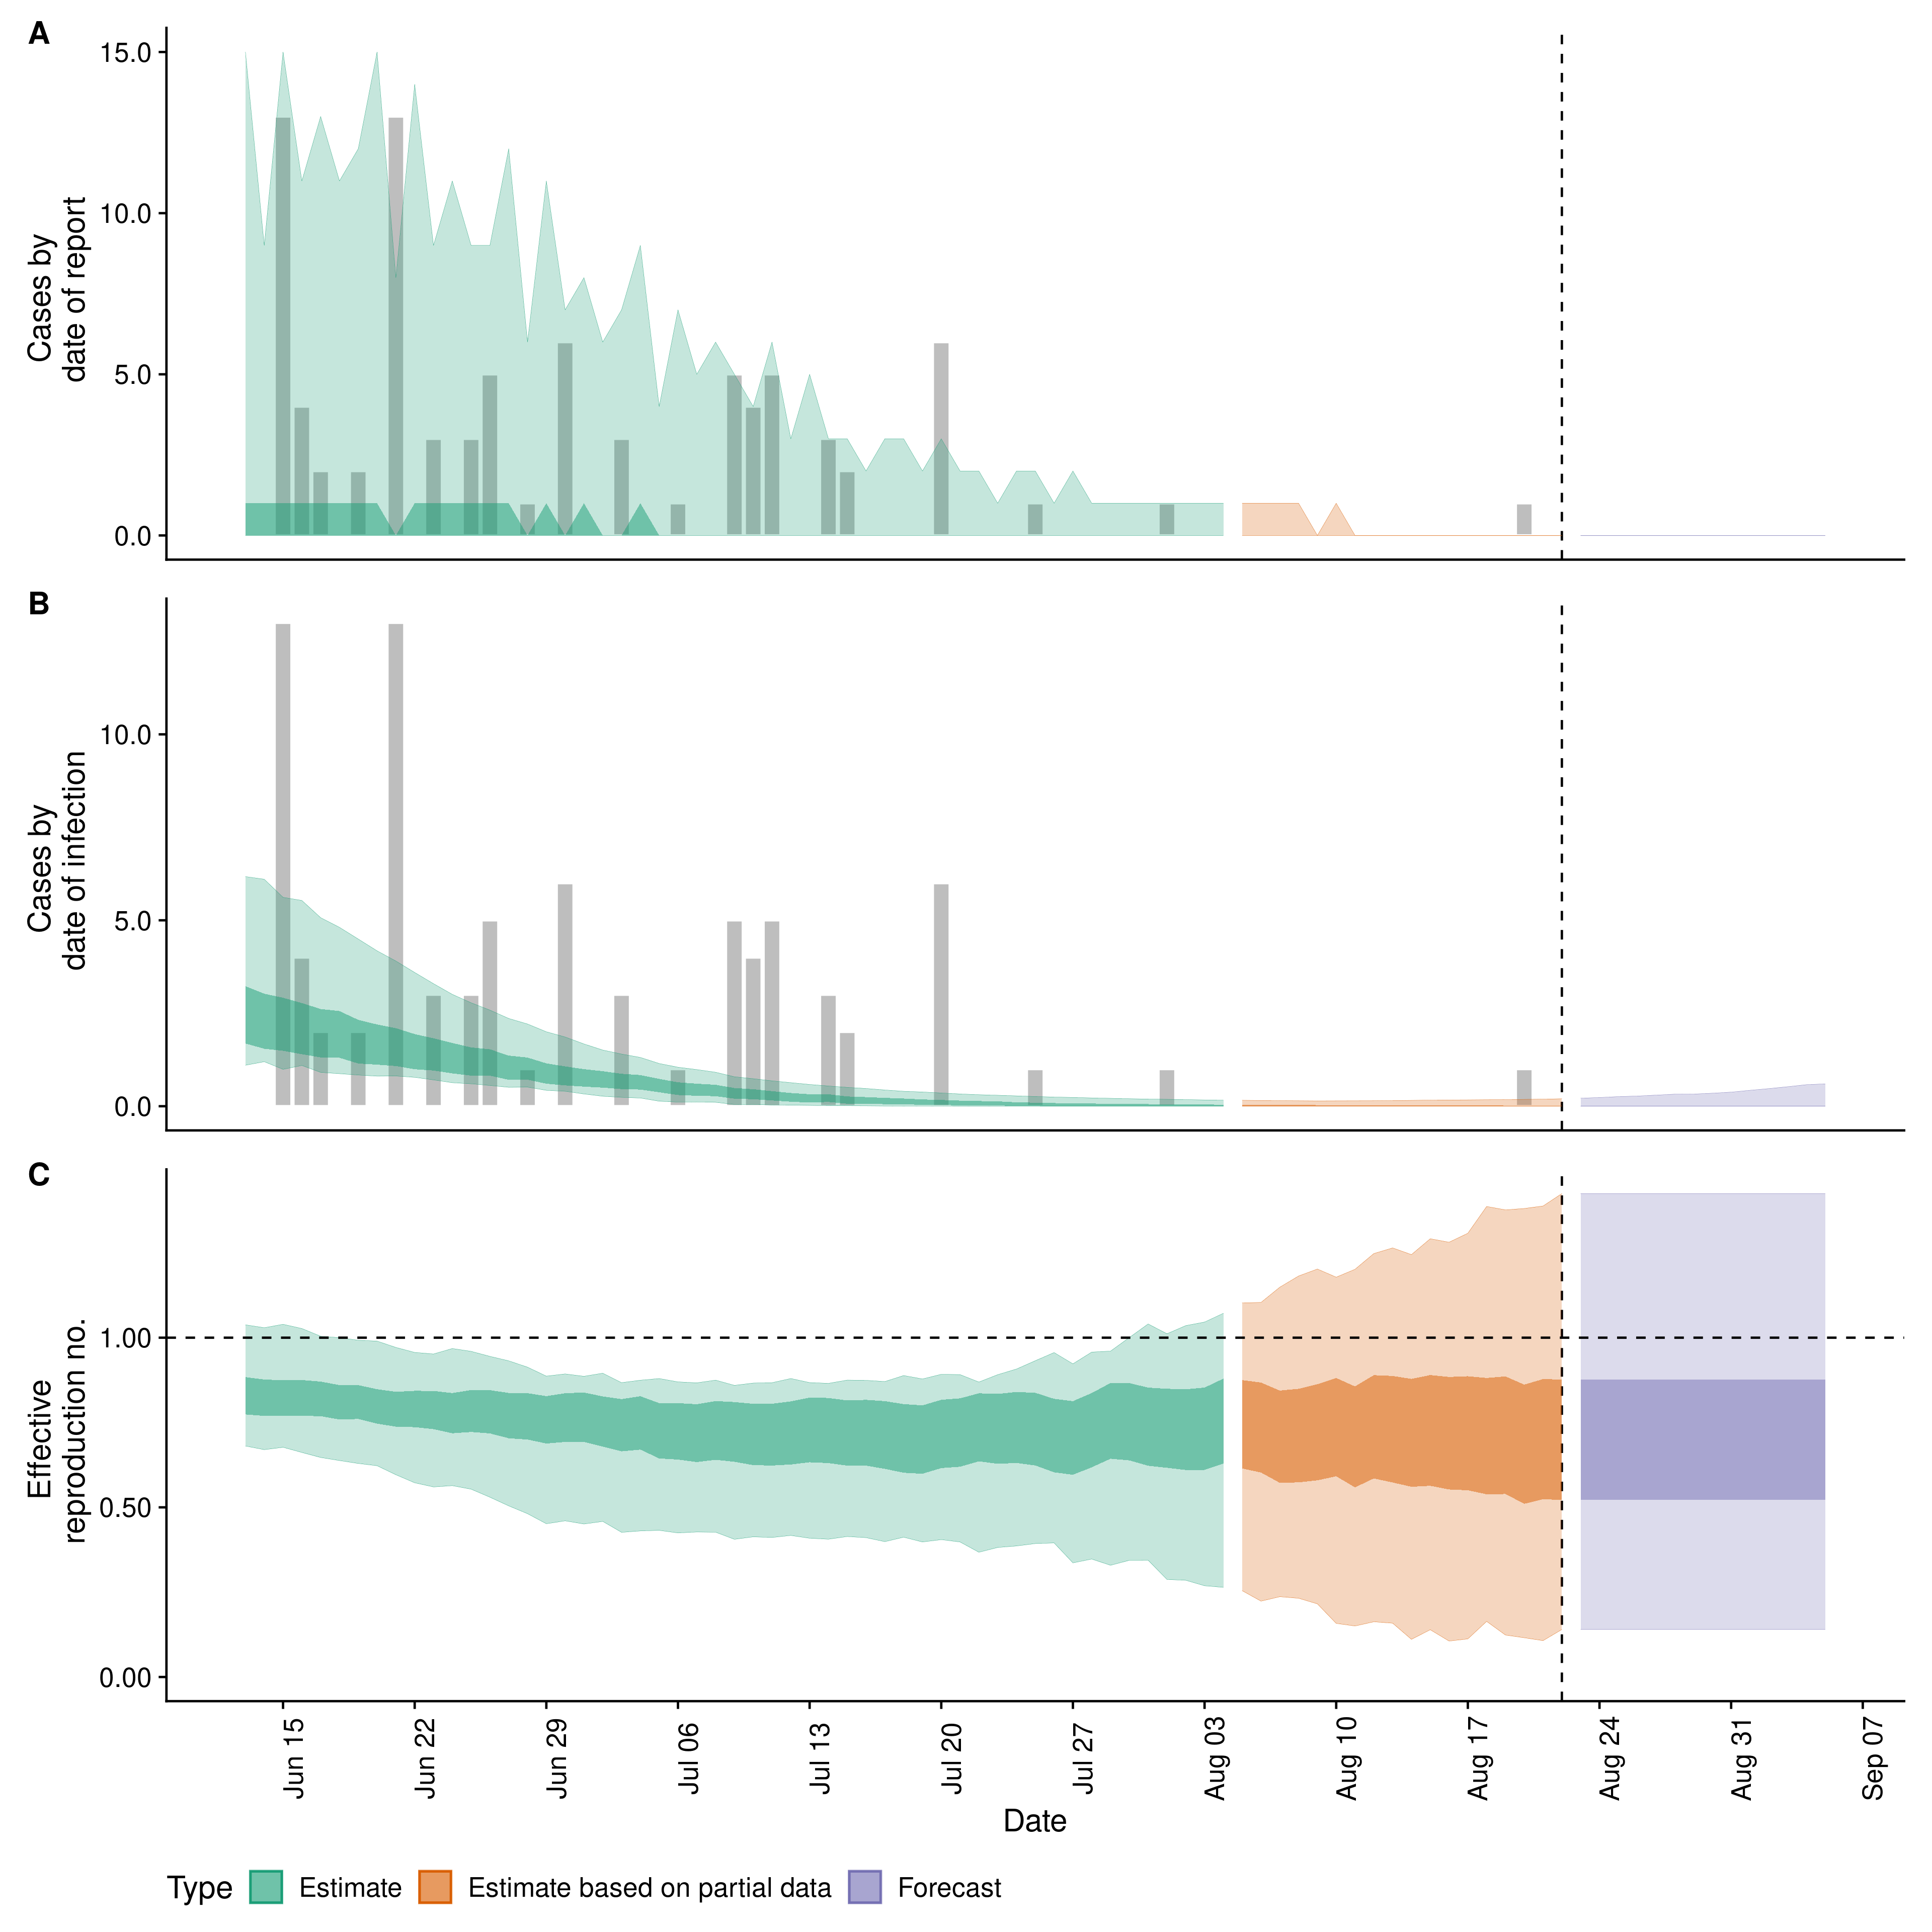 A
15.0
10.0
5.0
0.0
Cases by
date of report
B
10.0
5.0
0.0
Cases by
date of infection
C
1.00
0.50
0.00
Effective
reproduction no.
Jun 15
Jun 22
Jun 29
Jul 06
Jul 13
Jul 20
Jul 27
Aug 03
Aug 10
Aug 17
Aug 24
Aug 31
Sep 07
Date
Type Estimate Estimate based on partial data Forecast